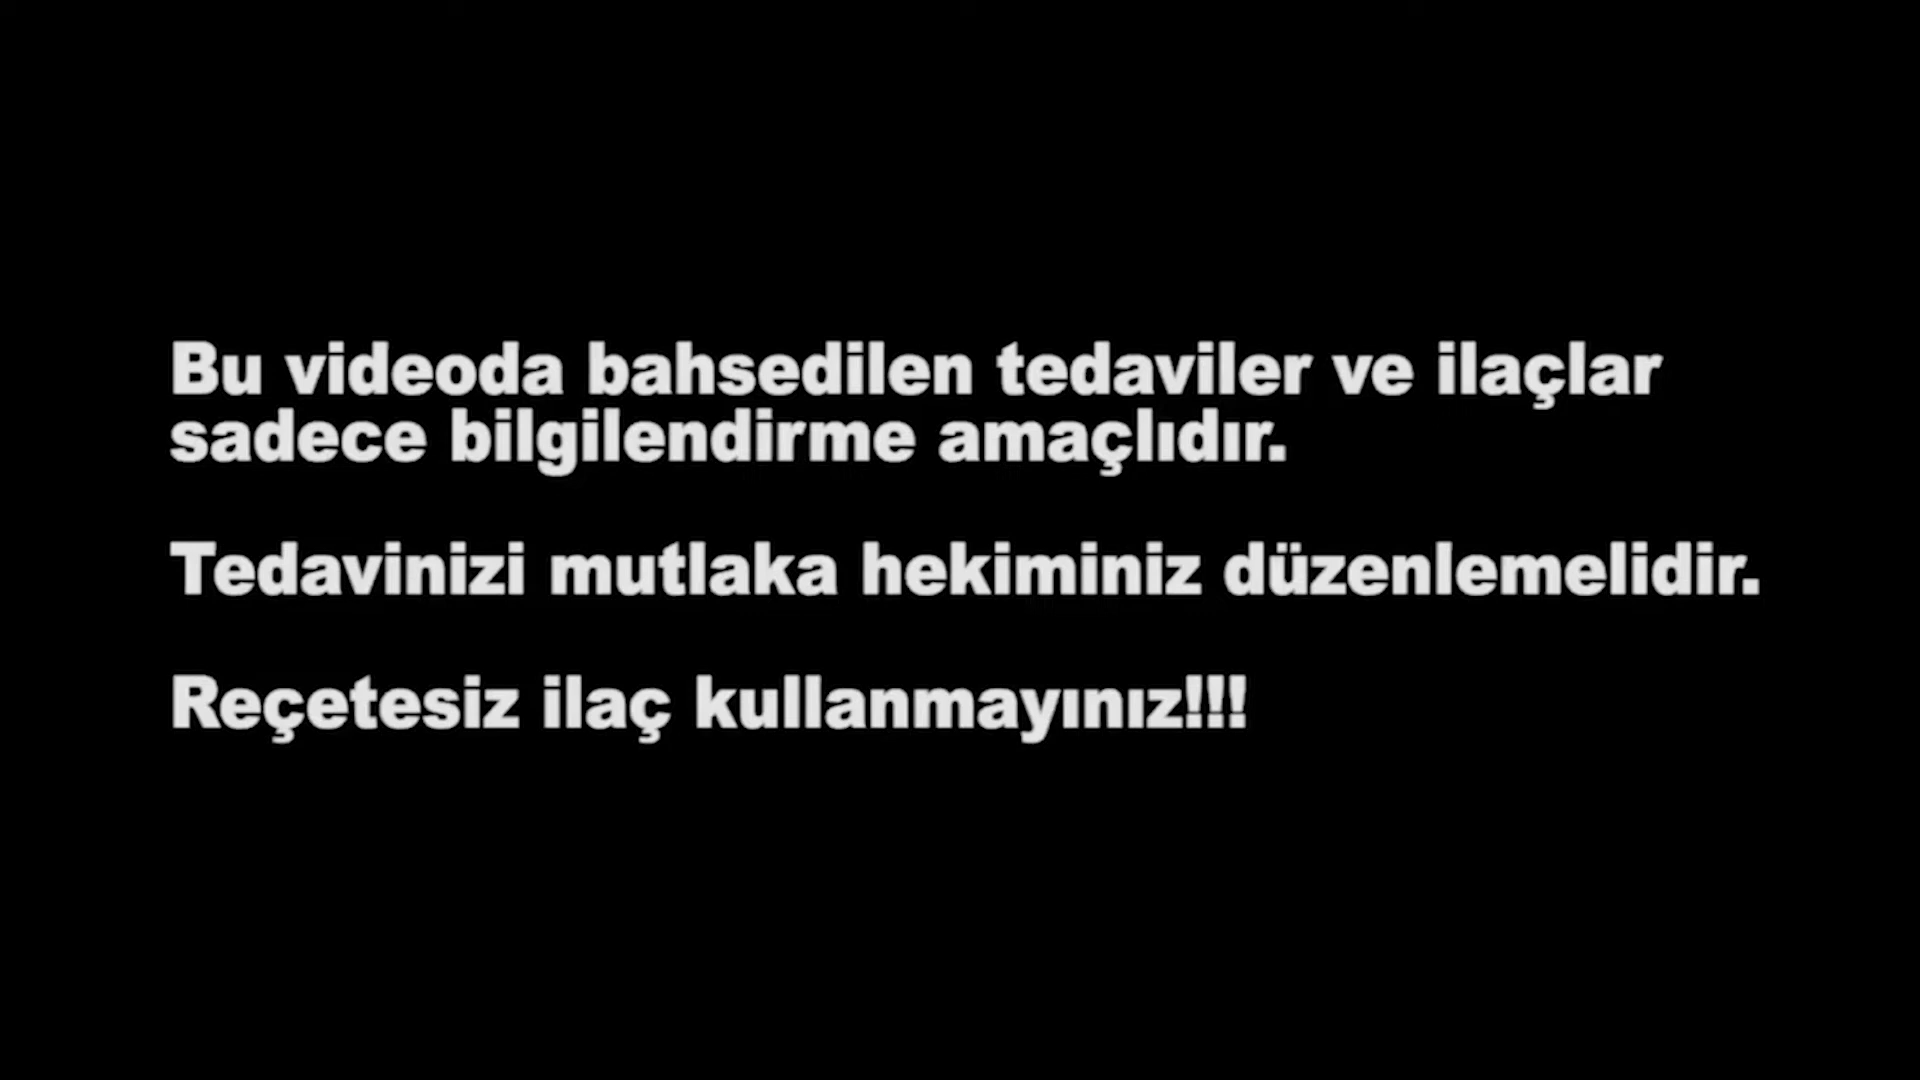 Bu videoda bahsedilen tedaviler ve ilaçlar
sadece bilgilendirme amaçlıdır.
Tedavinizi mutlaka hekiminiz düzenlemelidir.
Reçetesiz ilaç kullanmayınız!!!